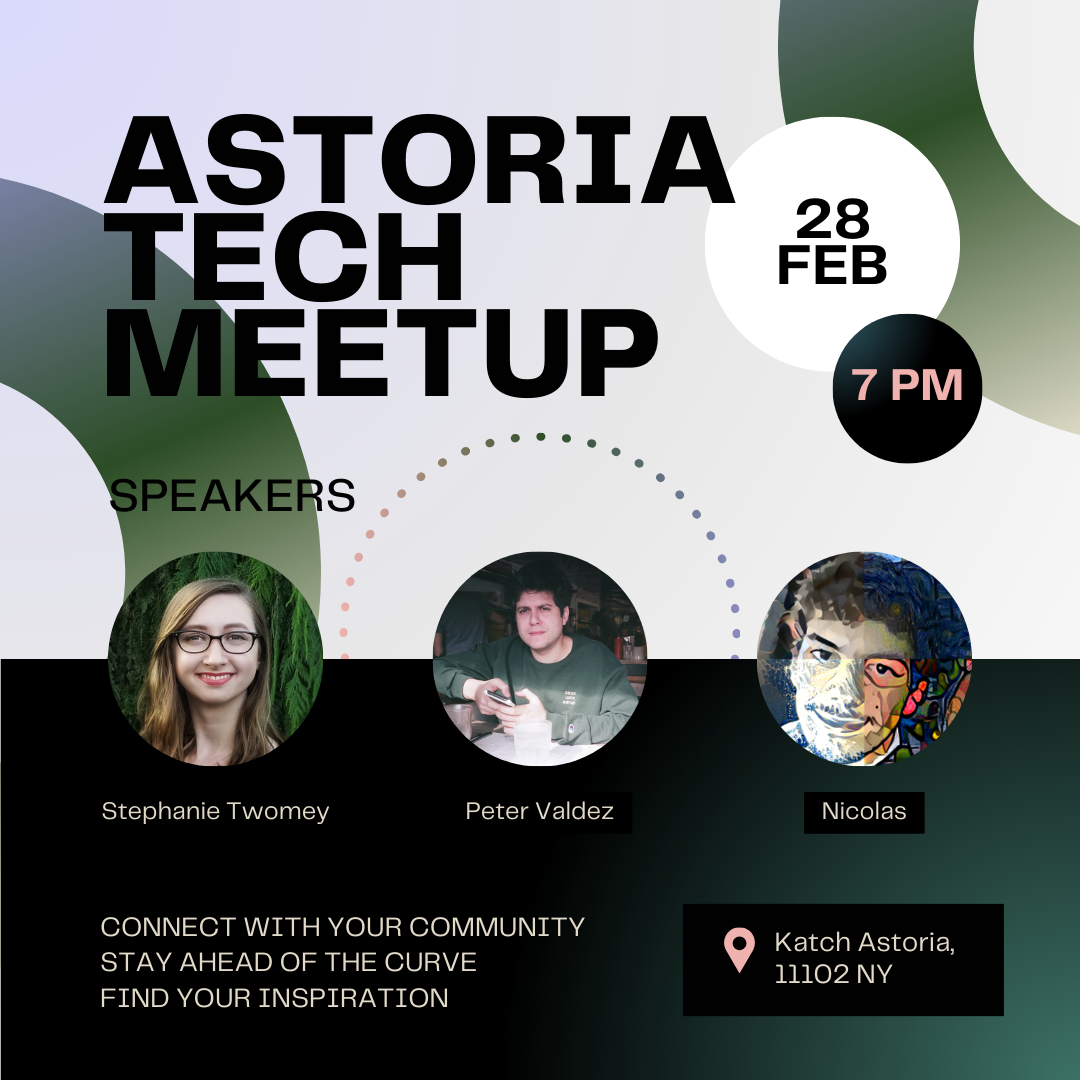 ASTORIA
TECH
MEETUP
28
FEB
7 PM
SPEAKERS
Stephanie Twomey
Peter Valdez
Nicolas
CONNECT WITH YOUR COMMUNITY
STAY AHEAD OF THE CURVE
FIND YOUR INSPIRATION
Katch Astoria,
11102 NY